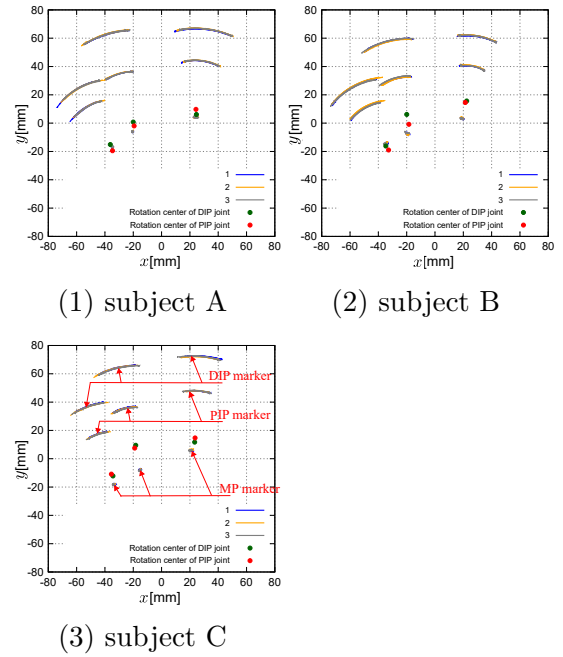 80
60
40
20
0
-20
-40
-60
-80
y[mm]
1
2
3
Rotation center of DIP joint
Rotation center of PIP joint
-80 -60 -40 -20 0 20 40 60 80
x[mm]
(1) subject A
80
60
40
20
0
-20
-40
-60
80
y[mm]
1
2
3
Rotation center of DIP joint
Rotation center of PIP joint
-80 -60 -40 -20 0 20 40 60 80
x[mm]
(2) subject B
80
60
40
20
0
-20
-40
-60
80
y[mm]
DIP marker
PIP marker
MP marker
1
2
3
Rotation center of DIP joint
Rotation center of PIP joint
-80 -60 -40 -20 0 20 40 60 80
x[mm]
(3) subject C